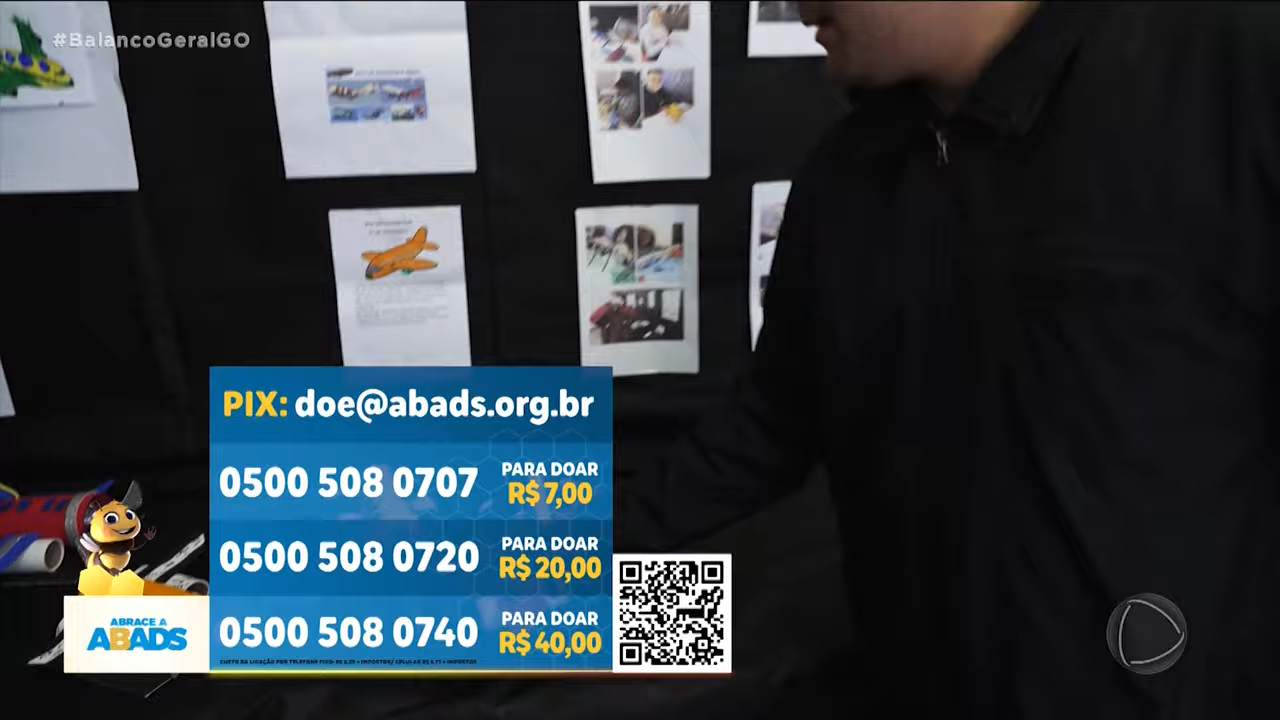 #BalancoGeralGO
PIX: doe@abads.org.br
0500 508 0707
PARA DOAR
R$ 7,00
0500 508 0720
PARA DOAR
R$ 20,00
0500 508 0740
PARA DOAR
R$ 40,00
ABRACE A
ABADS